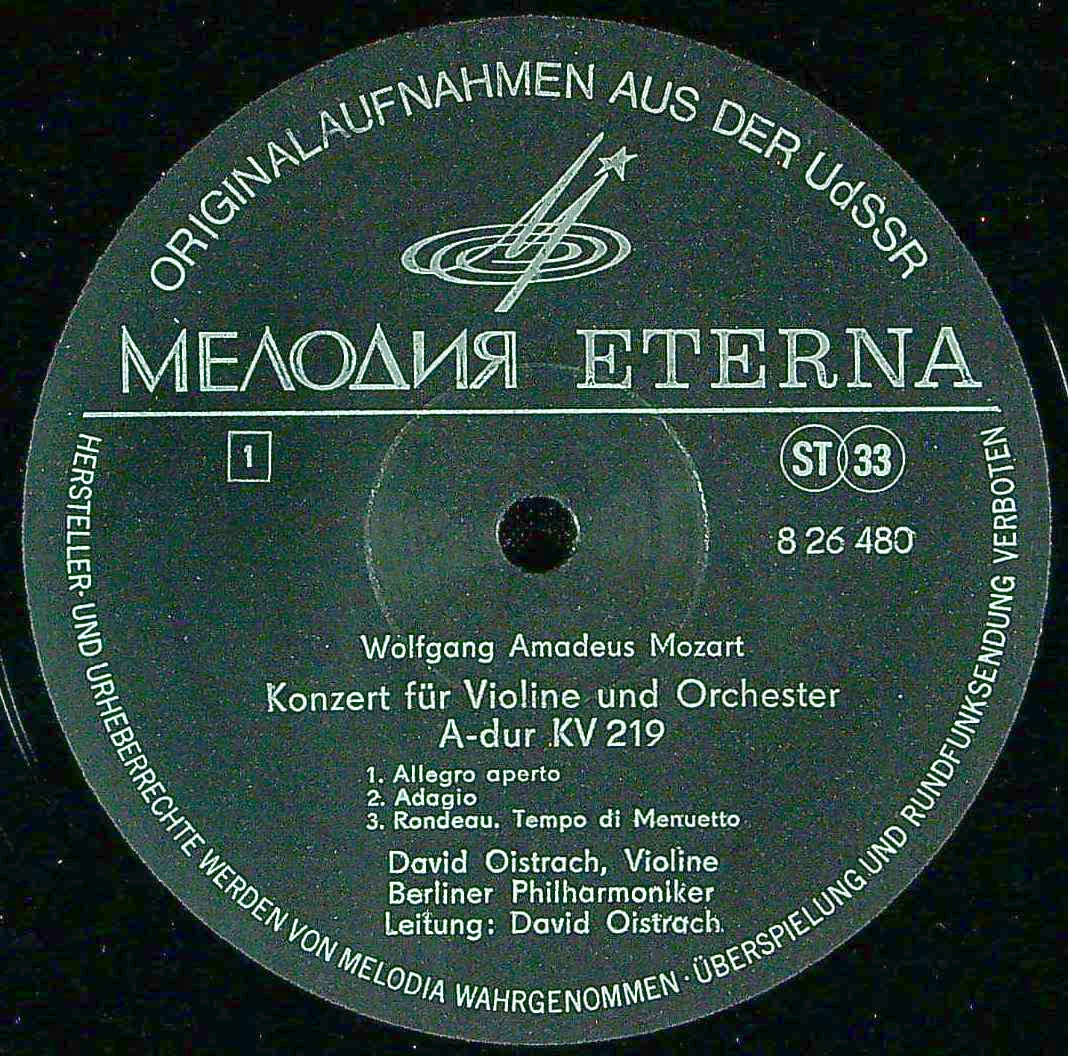 ORIGINALAUFNAHMEN AUS DER UdSSR
МЕЛОДИЯ ETERNA
1
ST 33
8 26 480
Wolfgang Amadeus Mozart
Konzert für Violine und Orchester
A-dur KV 219
1. Allegro aperto
2. Adagio
3. Rondeau. Tempo di Menuetto
David Oistrach, Violine
Berliner Philharmoniker
Leitung: David Oistrach
HERSTELLER- UND URHEBERRECHTE WERDEN VON MELODIA WAHRGENOMMEN · ÜBERSPIELUNG UND RUNDFUNKSENDUNG VERBOTEN